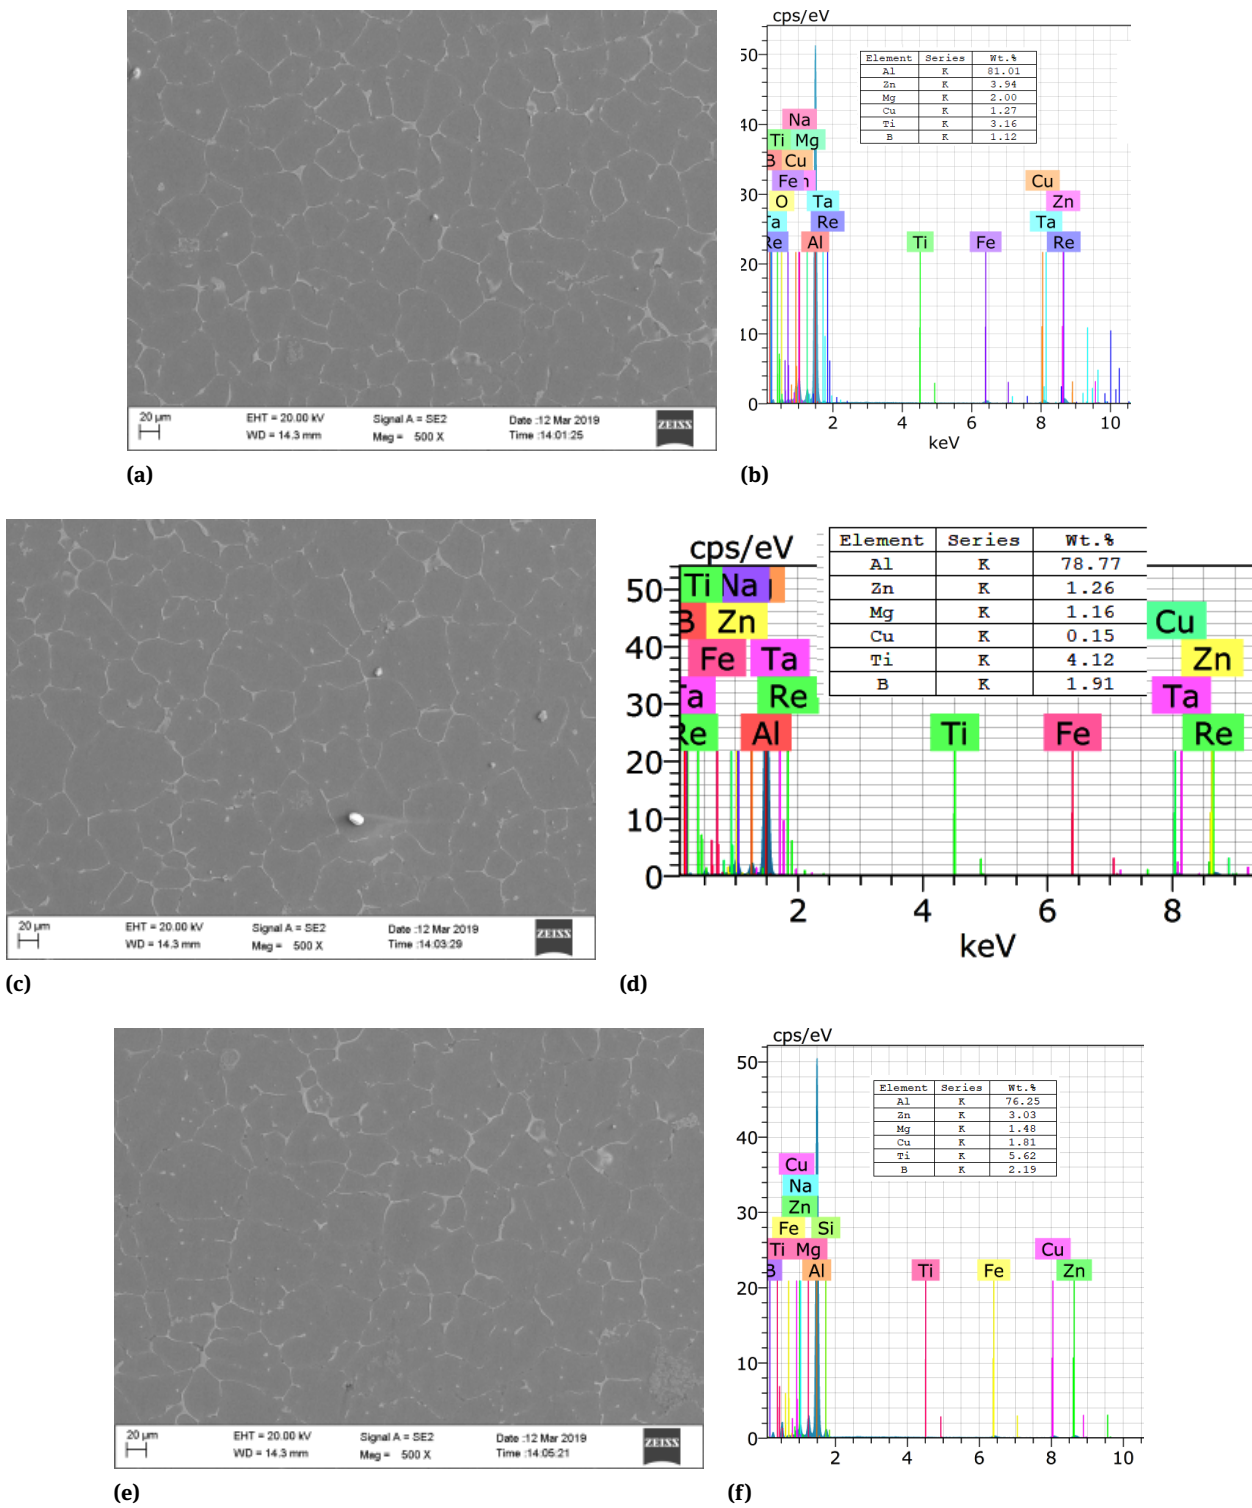 cps/eV
50
40
30
20
10
0
Element Series Wt.%
Al K 81.01
Zn K 3.94
Mg K 2.00
Cu K 1.27
Ti K 3.16
B K 1.12
Na
Ti Mg
B Cu
Fe n Cu
O Ta Zn
Ta Re Ta
Re Al Ti Fe Re
2 4 6 8 10
keV
20 µm EHT = 20.00 kV Signal A = SE2 Date :12 Mar 2019 ZEISS
WD = 14.3 mm Mag = 500 X Time :14:01:25
(a) (b)
cps/eV
50
40
30
20
10
0
Element Series Wt.%
Al K 78.77
Zn K 1.26
Mg K 1.16
Cu K 0.15
Ti K 4.12
B K 1.91
Ti Na
B Zn Cu
Fe Ta Zn
Ta Re Ta
Re Al Ti Fe Re
2 4 6 8
keV
20 µm EHT = 20.00 kV Signal A = SE2 Date :12 Mar 2019 ZEISS
WD = 14.3 mm Mag = 500 X Time :14:03:29
(c) (d)
cps/eV
50
40
30
20
10
0
Element Series Wt.%
Al K 76.25
Zn K 3.03
Mg K 1.48
Cu K 1.81
Ti K 5.62
B K 2.19
Cu
Na
Zn
Fe Si
Ti Mg Cu
B Al Ti Fe Zn
2 4 6 8 10
20 µm EHT = 20.00 kV Signal A = SE2 Date :12 Mar 2019 ZEISS
WD = 14.3 mm Mag = 500 X Time :14:05:21
(e) (f)